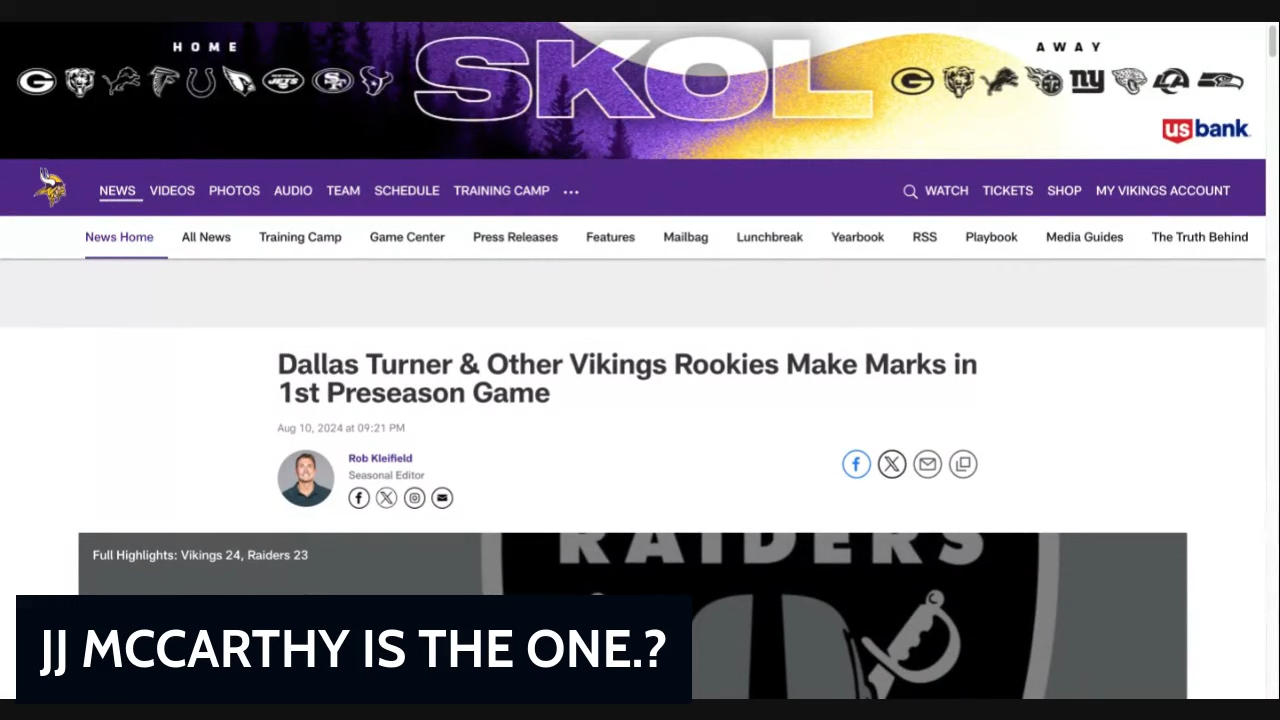 HOME
SKOL
AWAY
us bank
NEWS VIDEOS PHOTOS AUDIO TEAM SCHEDULE TRAINING CAMP ... WATCH TICKETS SHOP MY VIKINGS ACCOUNT
News Home All News Training Camp Game Center Press Releases Features Mailbag Lunchbreak Yearbook RSS Playbook Media Guides The Truth Behind
Dallas Turner & Other Vikings Rookies Make Marks in
1st Preseason Game
Aug 10, 2024 at 09:21 PM
Rob Kleifield
Seasonal Editor
Full Highlights: Vikings 24, Raiders 23
RAIDERS
JJ MCCARTHY IS THE ONE.?